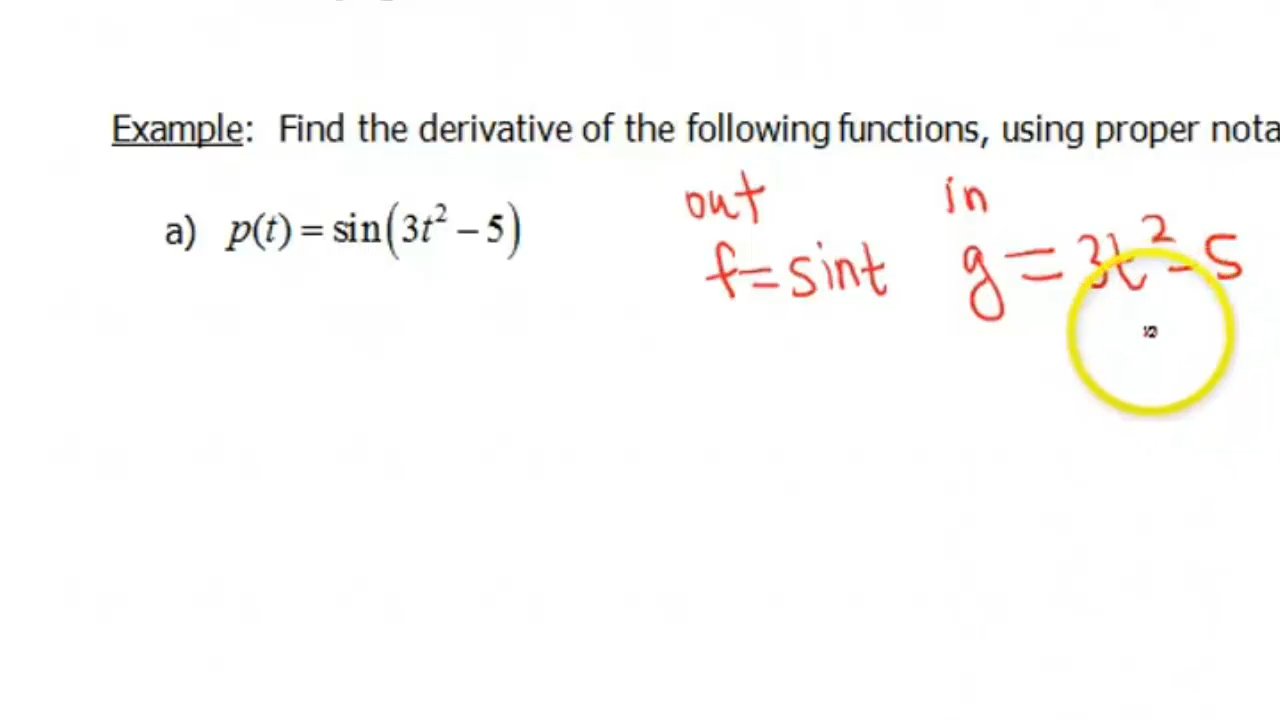 Example: Find the derivative of the following functions, using proper nota
a) p(t) = sin(3t² − 5)
out in
f=sint g=3t²-5